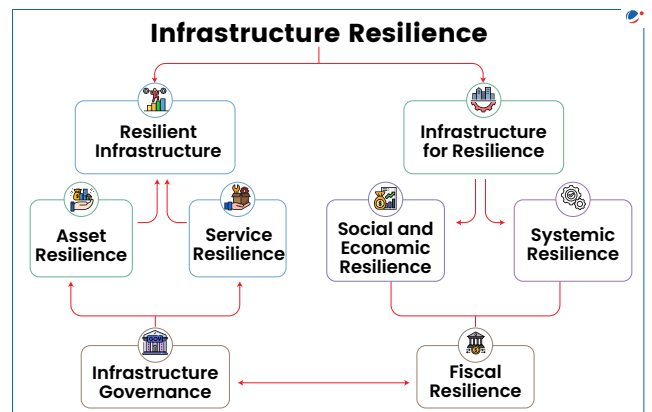 Infrastructure Resilience
Resilient
Infrastructure
Infrastructure
for Resilience
Asset
Resilience
Service
Resilience
Social and
Economic
Resilience
Systemic
Resilience
GOV
Infrastructure
Governance
Fiscal
Resilience